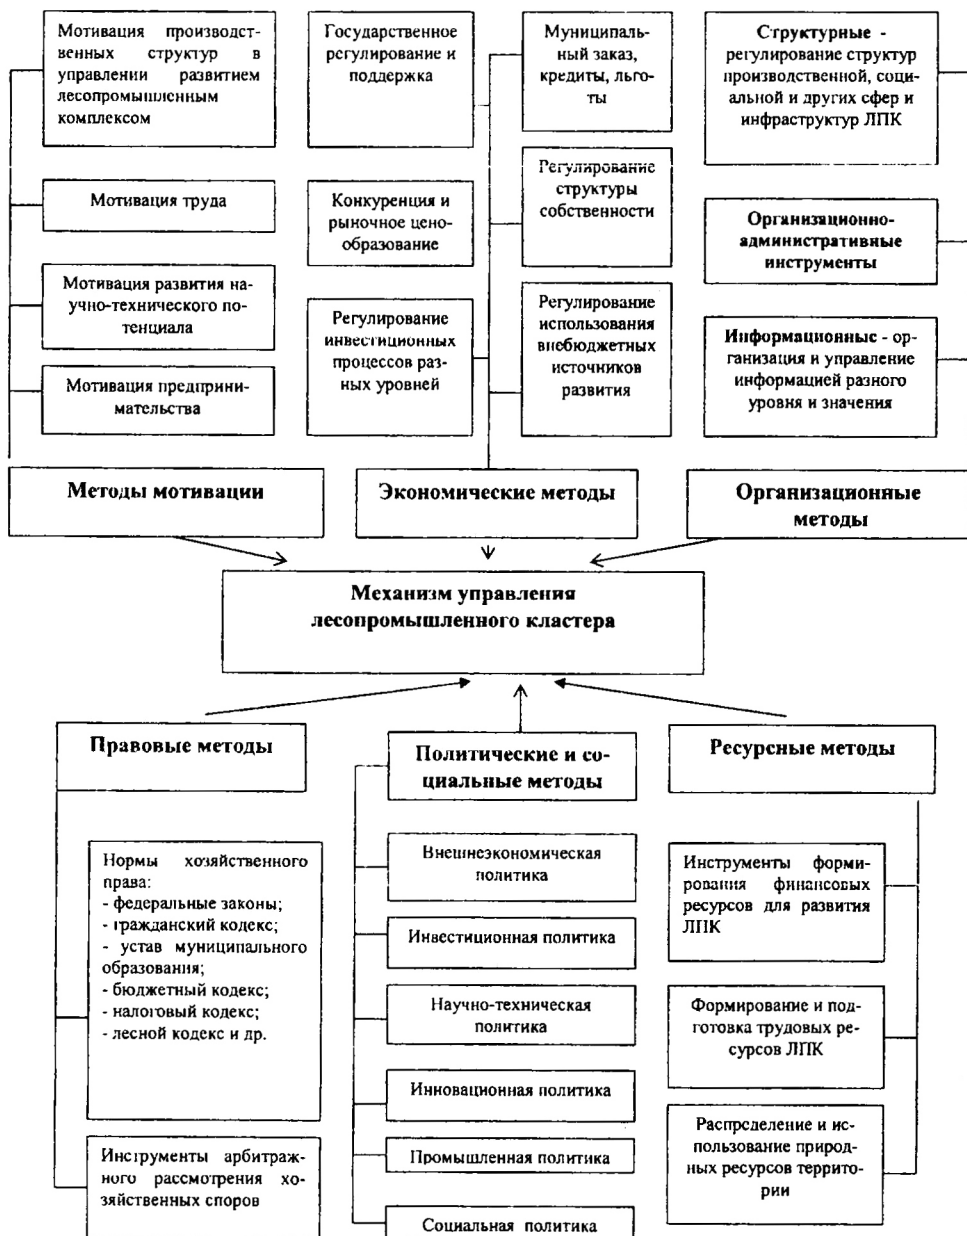 Мотивация производст-
венных структур в
управлении развитием
лесопромышленным
комплексом
Мотивация труда
Мотивация развития на-
учно-технического по-
тенциала
Мотивация предприни-
мательства
Государственное
регулирование и
поддержка
Конкуренция и
рыночное цено-
образование
Регулирование
инвестиционных
процессов раз-
ных уровней
Муниципаль-
ный заказ,
кредиты, льго-
ты
Регулирование
структуры
собственности
Регулирование
использования
внебюджетных
источников
развития
Структурные -
регулирование структур
производственной, соци-
альной и других сфер и
инфраструктур ЛПК
Организационно-
административные
инструменты
Информационные - ор-
ганизация и управление
информацией разного
уровня и значения
Методы мотивации
Экономические методы
Организационные
методы
Механизм управления
лесопромышленного кластера
Правовые методы
Политические и со-
циальные методы
Ресурсные методы
Нормы хозяйственного
права:
- федеральные законы;
- гражданский кодекс;
- устав муниципального
образования;
- бюджетный кодекс;
- налоговый кодекс;
- лесной кодекс и др.
Инструменты арбитраж-
ного рассмотрения хо-
зяйственных споров
Внешнеэкономическая
политика
Инвестиционная политика
Научно-техническая
политика
Инновационная политика
Промышленная политика
Социальная политика
Инструменты форми-
рования финансовых
ресурсов для развития
ЛПК
Формирование и под-
готовка трудовых ре-
сурсов ЛПК
Распределение и ис-
пользование природ-
ных ресурсов террито-
рии